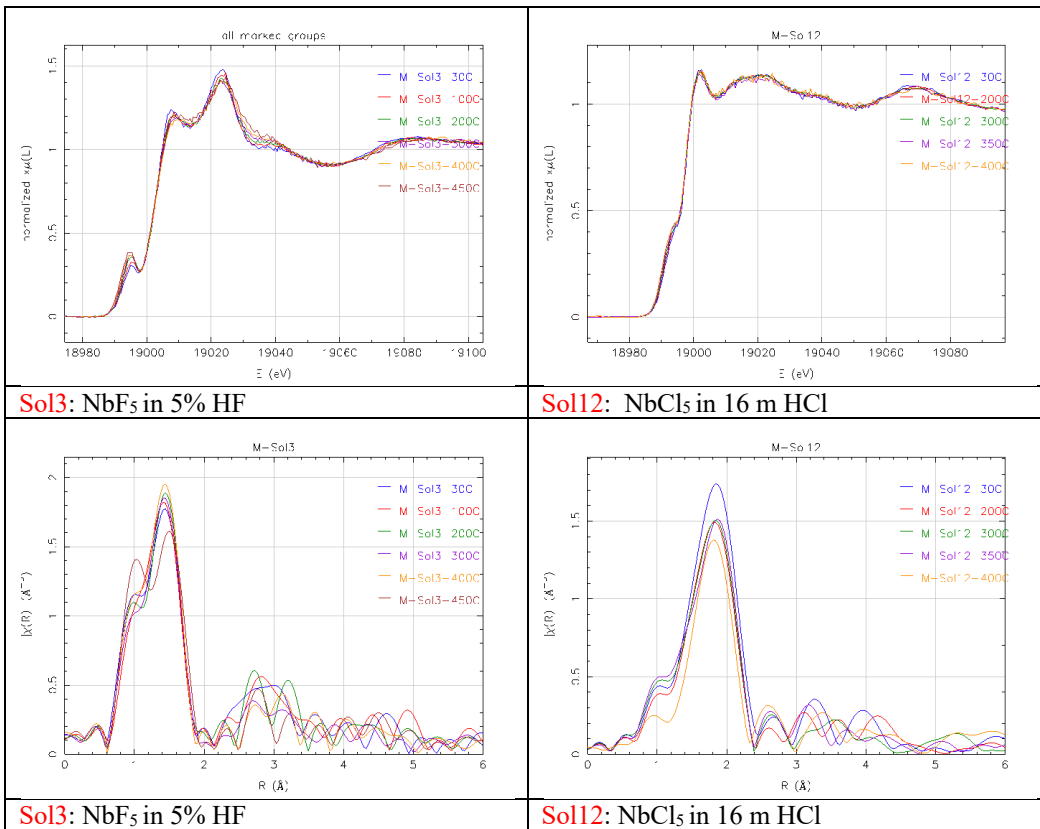 all marked groups
normalized xμ(E)
1.5
1
0.5
0
M Sol3 30C
M Sol3 100C
M Sol3 200C
M-Sol3-300C
M-Sol3-400C
M-Sol3-450C
18980 19000 19020 19040 19060 19080 19100
E (eV)
Sol3: NbF₅ in 5% HF
M-Sol12
normalized xμ(E)
1
0.5
0
M Sol12 30C
M-Sol12-200C
M Sol12 300C
M Sol12 350C
M-Sol12-400C
18980 19000 19020 19040 19060 19080
E (eV)
Sol12: NbCl₅ in 16 m HCl
M-Sol3
|χ(R)| (Å⁻³)
2
1.5
1
0.5
0
M Sol3 30C
M Sol3 100C
M Sol3 200C
M Sol3 300C
M-Sol3-400C
M-Sol3-450C
0 1 2 3 4 5 6
R (Å)
Sol3: NbF₅ in 5% HF
M-Sol12
|χ(R)| (Å⁻³)
1.5
1
0.5
0
M Sol12 30C
M Sol12 200C
M Sol12 300C
M Sol12 350C
M-Sol12-400C
0 1 2 3 4 5 6
R (Å)
Sol12: NbCl₅ in 16 m HCl